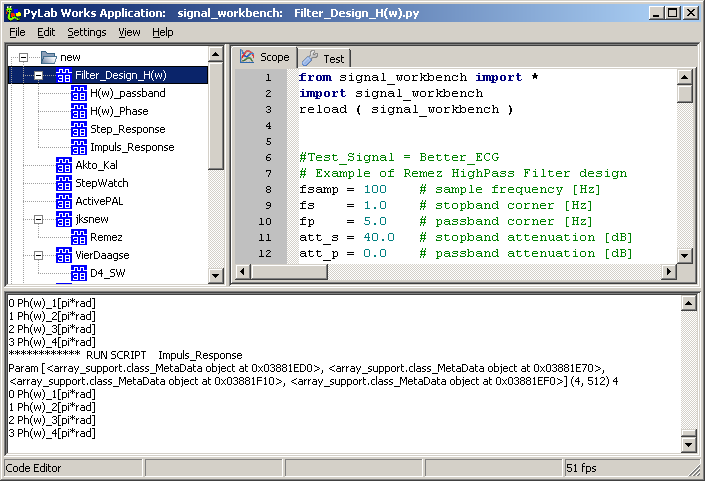 PyLab Works Application:   signal_workbench:   Filter_Design_H(w).py
File Edit Settings View Help
new
Filter_Design_H(w)
H(w)_passband
H(w)_Phase
Step_Response
Impuls_Response
Akto_Kal
StepWatch
ActivePAL
jksnew
Remez
VierDaagse
D4_SW
Scope Test
1 from signal_workbench import *
2 import signal_workbench
3 reload ( signal_workbench )
4
5
6 #Test_Signal = Better_ECG
7 # Example of Remez HighPass Filter design
8 fsamp = 100    # sample frequency [Hz]
9 fs    = 1.0    # stopband corner [Hz]
10 fp    = 5.0    # passband corner [Hz]
11 att_s = 40.0   # stopband attenuation [dB]
12 att_p = 0.0    # passband attenuation [dB]
0 Ph(w)_1[pi*rad]
1 Ph(w)_2[pi*rad]
2 Ph(w)_3[pi*rad]
3 Ph(w)_4[pi*rad]
************ RUN SCRIPT    Impuls_Response
Param [<array_support.class_MetaData object at 0x03881ED0>, <array_support.class_MetaData object at 0x03881E70>,
<array_support.class_MetaData object at 0x03881F10>, <array_support.class_MetaData object at 0x03881EF0>] (4, 512) 4
0 Ph(w)_1[pi*rad]
1 Ph(w)_2[pi*rad]
2 Ph(w)_3[pi*rad]
3 Ph(w)_4[pi*rad]
Code Editor
51 fps